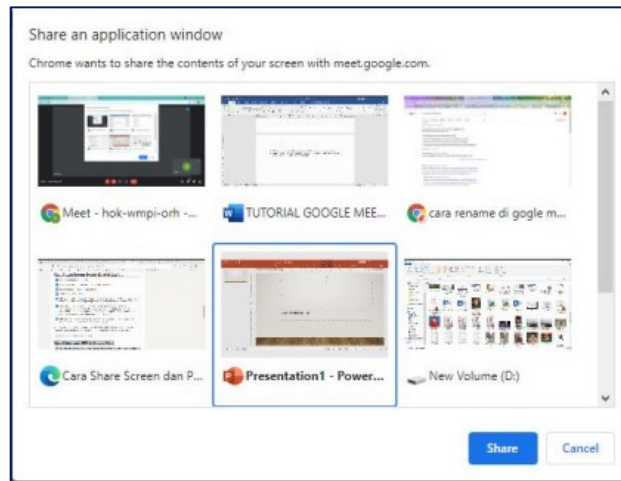 Share an application window
Chrome wants to share the contents of your screen with meet.google.com.
Meet - hok-wmpi-orh -...
TUTORIAL GOOGLE MEE...
cara rename di gogle m...
Cara Share Screen dan P...
Presentation1 - Power...
New Volume (D:)
Share
Cancel